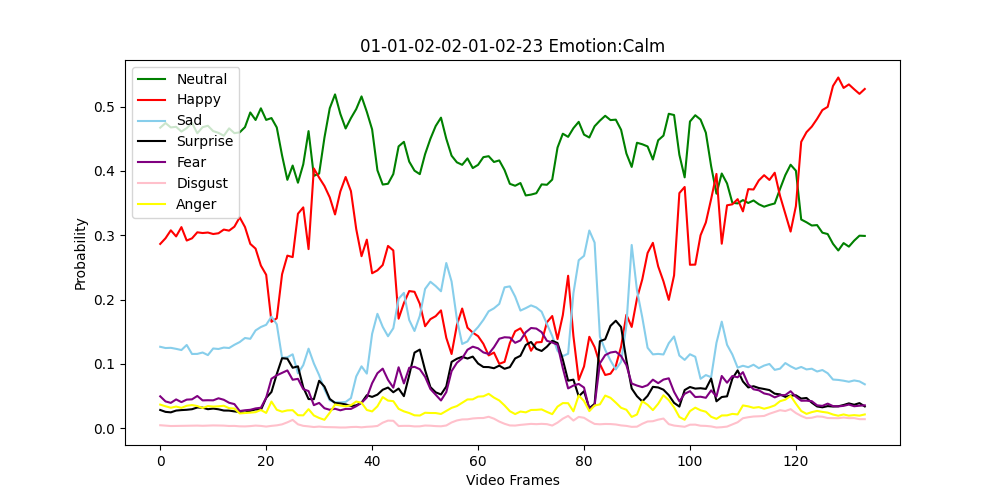 01-01-02-02-01-02-23 Emotion:Calm
Neutral
Happy
Sad
Surprise
Fear
Disgust
Anger
Probability
0.5
0.4
0.3
0.2
0.1
0.0
0 20 40 60 80 100 120
Video Frames